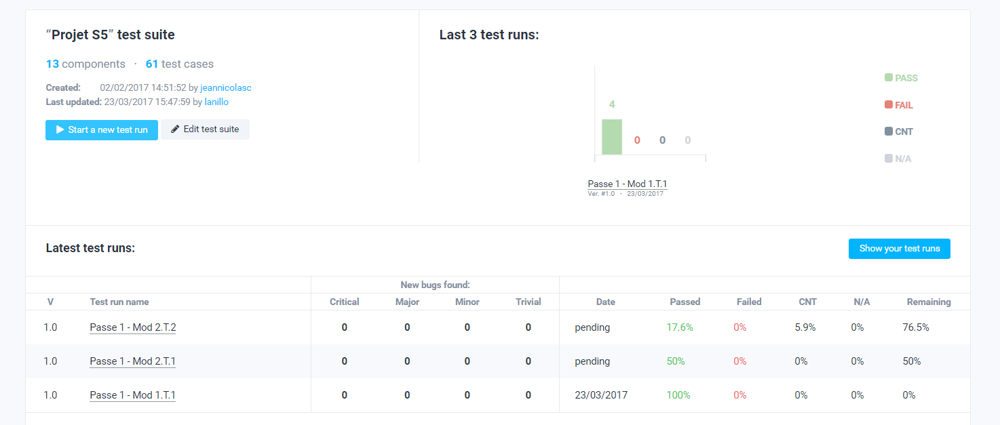 “Projet S5” test suite
13 components · 61 test cases
Created: 02/02/2017 14:51:52 by jeannicolasc
Last updated: 23/03/2017 15:47:59 by lanillo
Start a new test run
Edit test suite
Last 3 test runs:
4
0
0
0
Passe 1 - Mod 1.T.1
Ver. #1.0 · 23/03/2017
PASS
FAIL
CNT
N/A
Latest test runs:
Show your test runs
New bugs found:
V Test run name Critical Major Minor Trivial Date Passed Failed CNT N/A Remaining
1.0 Passe 1 - Mod 2.T.2 0 0 0 0 pending 17.6% 0% 5.9% 0% 76.5%
1.0 Passe 1 - Mod 2.T.1 0 0 0 0 pending 50% 0% 0% 0% 50%
1.0 Passe 1 - Mod 1.T.1 0 0 0 0 23/03/2017 100% 0% 0% 0% 0%